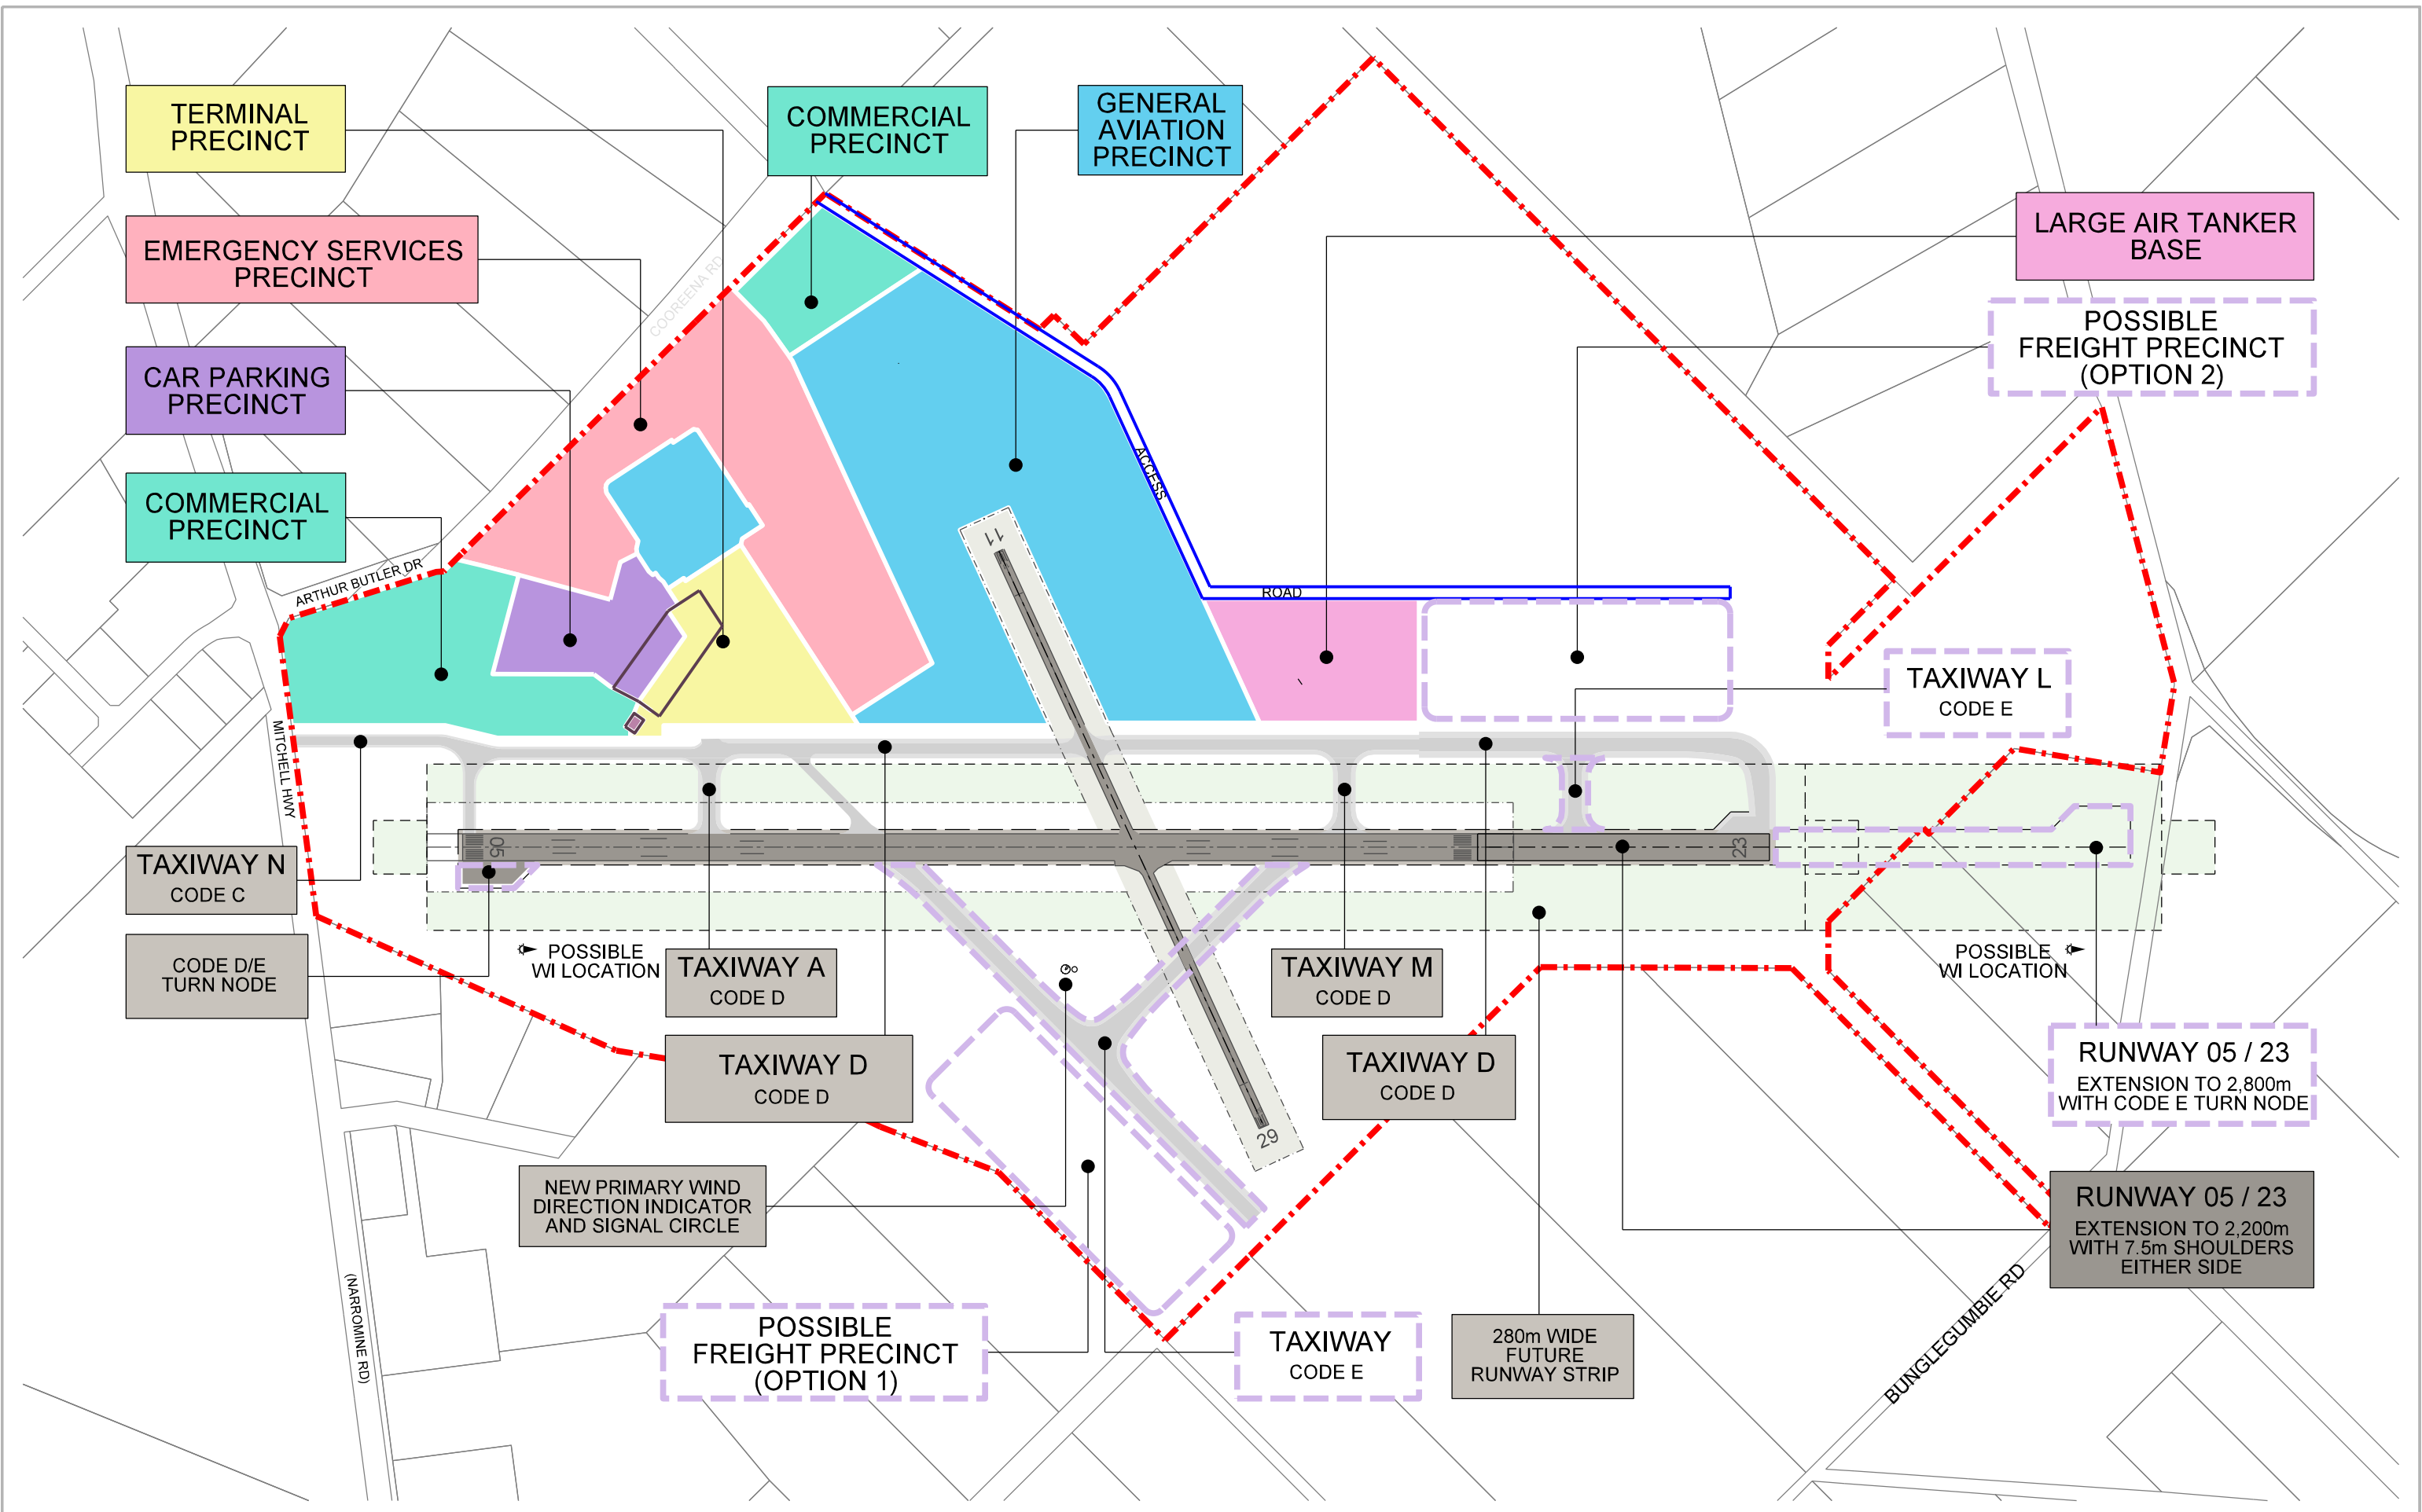 TERMINAL
PRECINCT
COMMERCIAL
PRECINCT
GENERAL
AVIATION
PRECINCT
EMERGENCY SERVICES
PRECINCT
LARGE AIR TANKER
BASE
COOREENA RD
POSSIBLE
FREIGHT PRECINCT
(OPTION 2)
CAR PARKING
PRECINCT
COMMERCIAL
PRECINCT
ACCESS
ROAD
11
ARTHUR BUTLER DR
TAXIWAY L
CODE E
MITCHELL HWY
05
23
TAXIWAY N
CODE C
CODE D/E
TURN NODE
POSSIBLE
WI LOCATION
TAXIWAY A
CODE D
TAXIWAY M
CODE D
POSSIBLE
WI LOCATION
TAXIWAY D
CODE D
TAXIWAY D
CODE D
RUNWAY 05 / 23
EXTENSION TO 2,800m
WITH CODE E TURN NODE
29
NEW PRIMARY WIND
DIRECTION INDICATOR
AND SIGNAL CIRCLE
RUNWAY 05 / 23
EXTENSION TO 2,200m
WITH 7.5m SHOULDERS
EITHER SIDE
(NARROMINE RD)
POSSIBLE
FREIGHT PRECINCT
(OPTION 1)
TAXIWAY
CODE E
280m WIDE
FUTURE
RUNWAY STRIP
BUNGLEGUMBIE RD